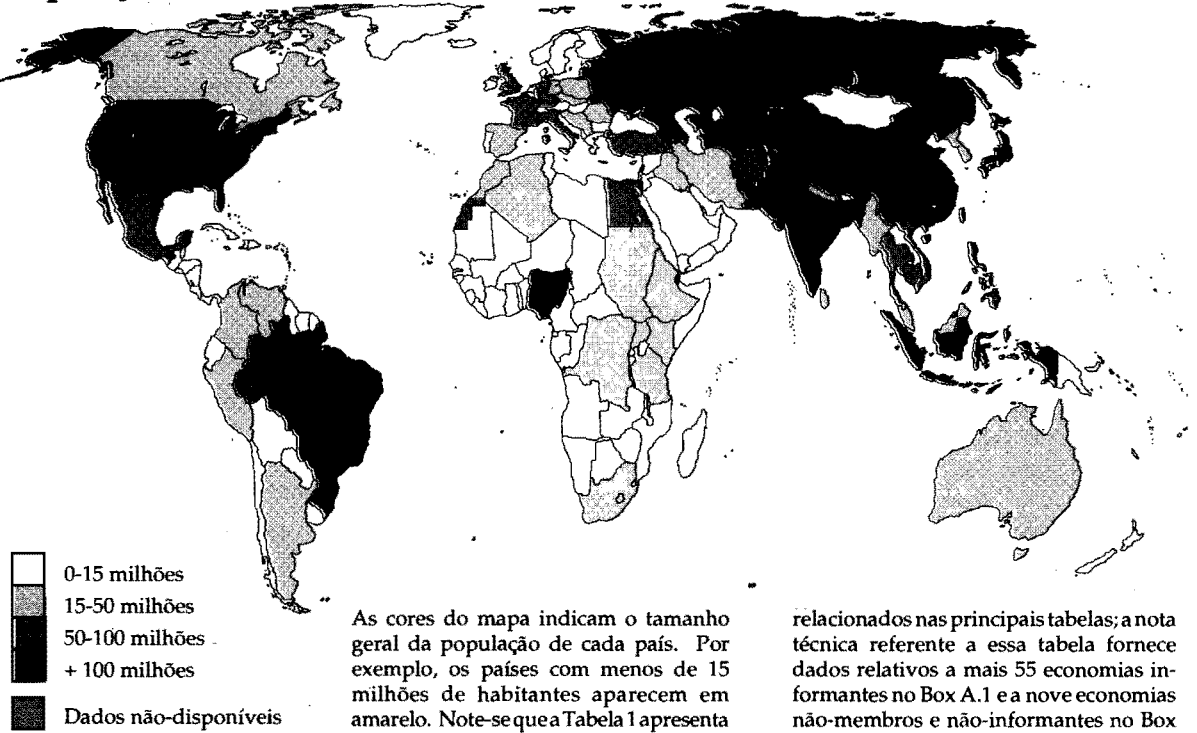 0-15 milhões
15-50 milhões
50-100 milhões
+ 100 milhões
Dados não-disponíveis
As cores do mapa indicam o tamanho
geral da população de cada país. Por
exemplo, os países com menos de 15
milhões de habitantes aparecem em
amarelo. Note-se que a Tabela 1 apresenta
relacionados nas principais tabelas; a nota
técnica referente a essa tabela fornece
dados relativos a mais 55 economias in-
formantes no Box A.1 e a nove economias
não-membros e não-informantes no Box